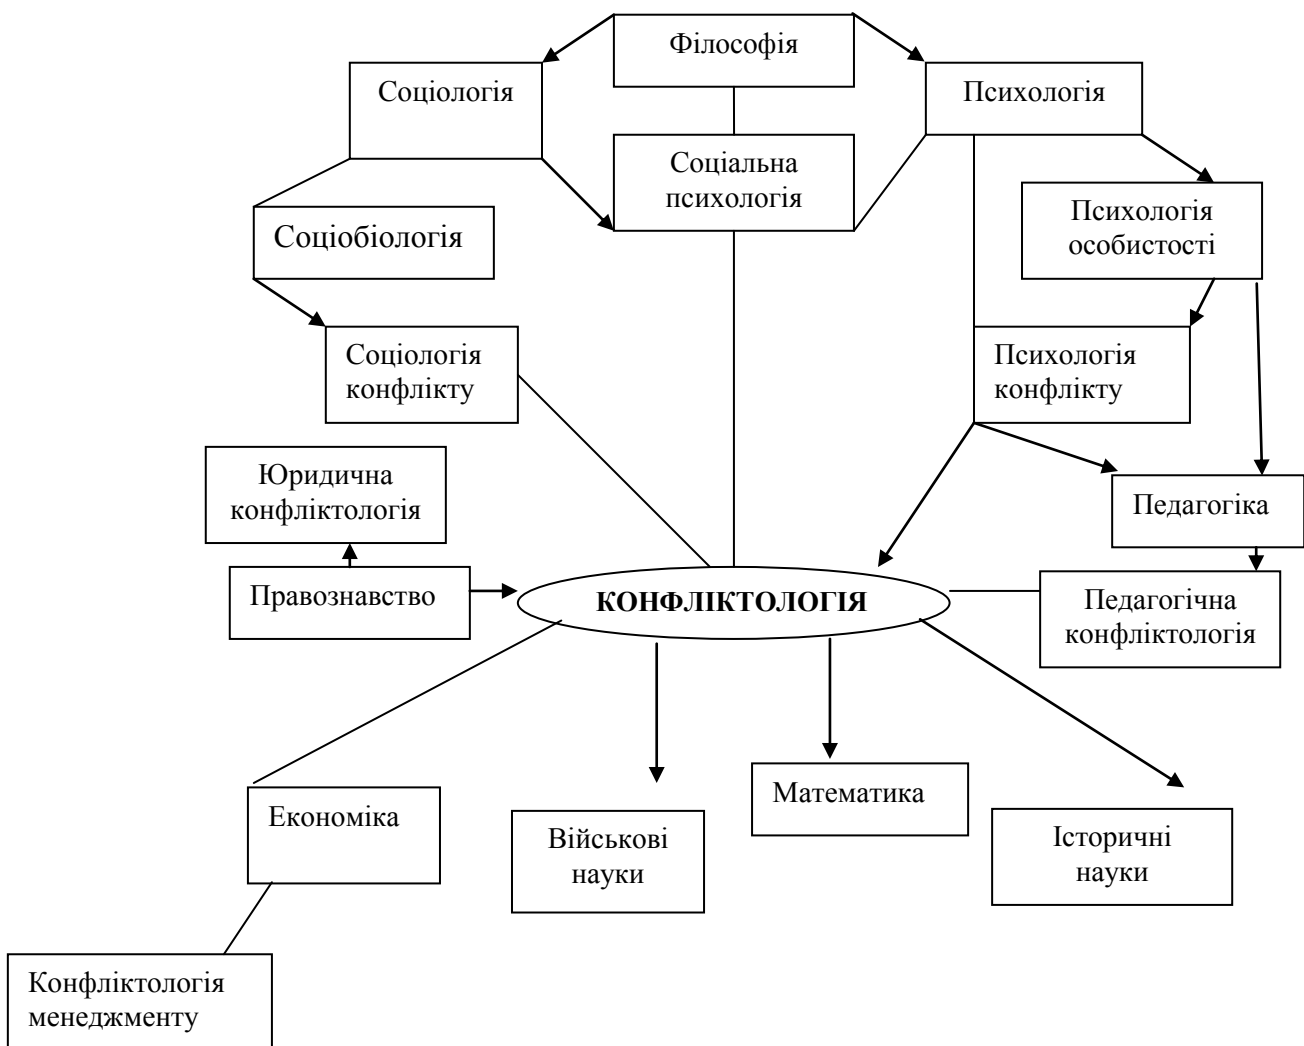 Філософія
Соціологія
Психологія
Соціальна
психологія
Психологія
особистості
Соціобіологія
Соціологія
конфлікту
Психологія
конфлікту
Юридична
конфліктологія
Педагогіка
Правознавство
КОНФЛІКТОЛОГІЯ
Педагогічна
конфліктологія
Економіка
Військові
науки
Математика
Історичні
науки
Конфліктологія
менеджменту